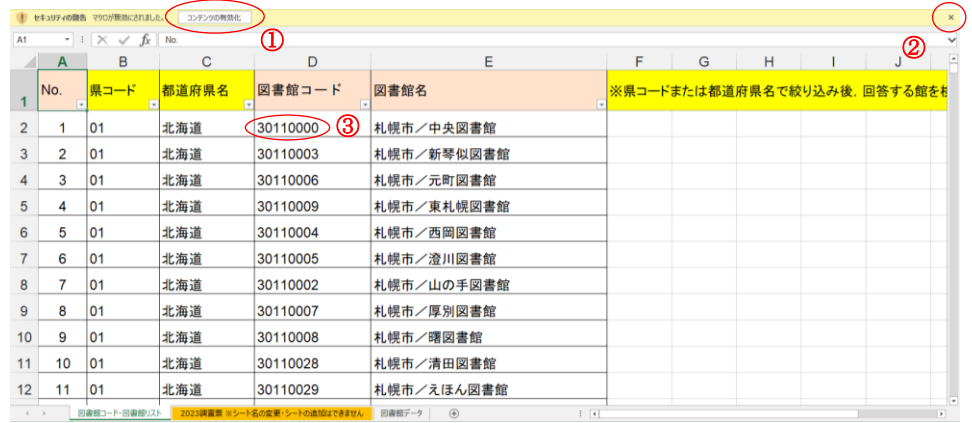 セキュリティの警告 マクロが無効にされました。 コンテンツの有効化 ×
① ②
A1 fx No.
A B C D E F G H I J
1 No. 県コード 都道府県名 図書館コード 図書館名 ※県コードまたは都道府県名で絞り込み後，回答する館を
2 1 01 北海道 30110000 ③ 札幌市／中央図書館
3 2 01 北海道 30110003 札幌市／新琴似図書館
4 3 01 北海道 30110006 札幌市／元町図書館
5 4 01 北海道 30110009 札幌市／東札幌図書館
6 5 01 北海道 30110004 札幌市／西岡図書館
7 6 01 北海道 30110005 札幌市／澄川図書館
8 7 01 北海道 30110002 札幌市／山の手図書館
9 8 01 北海道 30110007 札幌市／厚別図書館
10 9 01 北海道 30110008 札幌市／曙図書館
11 10 01 北海道 30110028 札幌市／清田図書館
12 11 01 北海道 30110029 札幌市／えほん図書館
図書館コード・図書館リスト 2023調査票 ※シート名の変更・シートの追加はできません 図書館データ